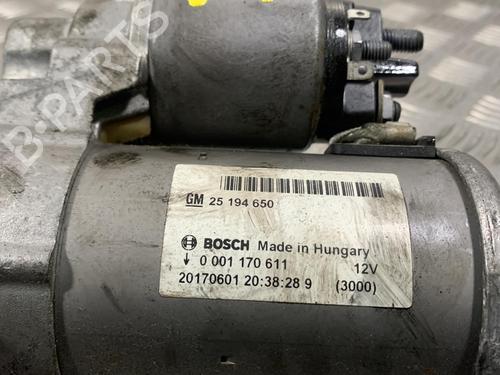 B-PARTS
GM 25 194 650
BOSCH Made in Hungary
0 001 170 611 12V
20170601 20:38:28 9 (3000)